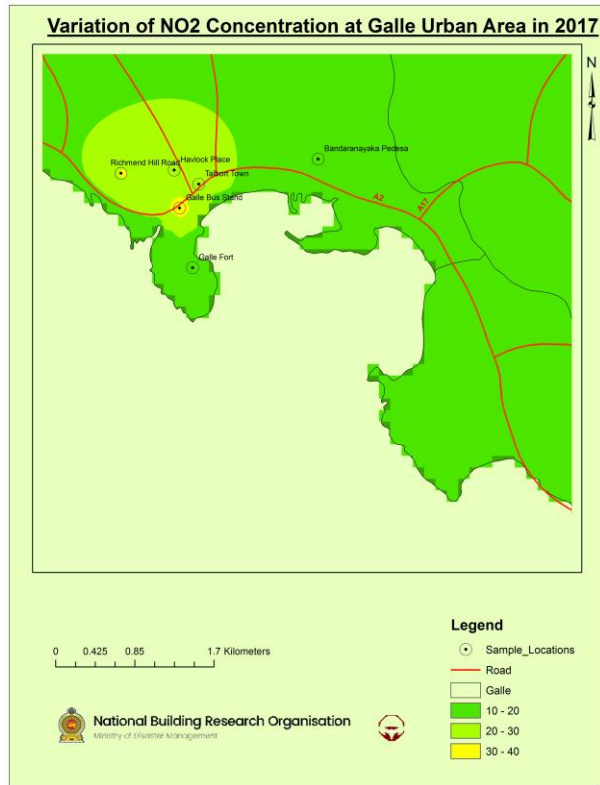 Variation of NO2 Concentration at Galle Urban Area in 2017
N
Bandaranayaka Pedesa
Havlock Place
Richmend Hill Road
Talbort Town
Galle Bus Stend
A2
A17
Galle Fort
0 0.425 0.85 1.7 Kilometers
Legend
Sample_Locations
Road
Galle
10 - 20
20 - 30
30 - 40
National Building Research Organisation
Ministry of Disaster Management